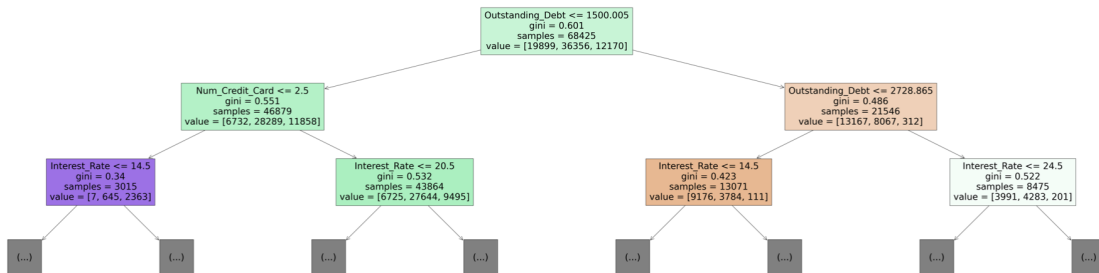 Outstanding_Debt <= 1500.005
gini = 0.601
samples = 68425
value = [19899, 36356, 12170]
Num_Credit_Card <= 2.5
gini = 0.551
samples = 46879
value = [6732, 28289, 11858]
Outstanding_Debt <= 2728.865
gini = 0.486
samples = 21546
value = [13167, 8067, 312]
Interest_Rate <= 14.5
gini = 0.34
samples = 3015
value = [7, 645, 2363]
Interest_Rate <= 20.5
gini = 0.532
samples = 43864
value = [6725, 27644, 9495]
Interest_Rate <= 14.5
gini = 0.423
samples = 13071
value = [9176, 3784, 111]
Interest_Rate <= 24.5
gini = 0.522
samples = 8475
value = [3991, 4283, 201]
(...)
(...)
(...)
(...)
(...)
(...)
(...)
(...)